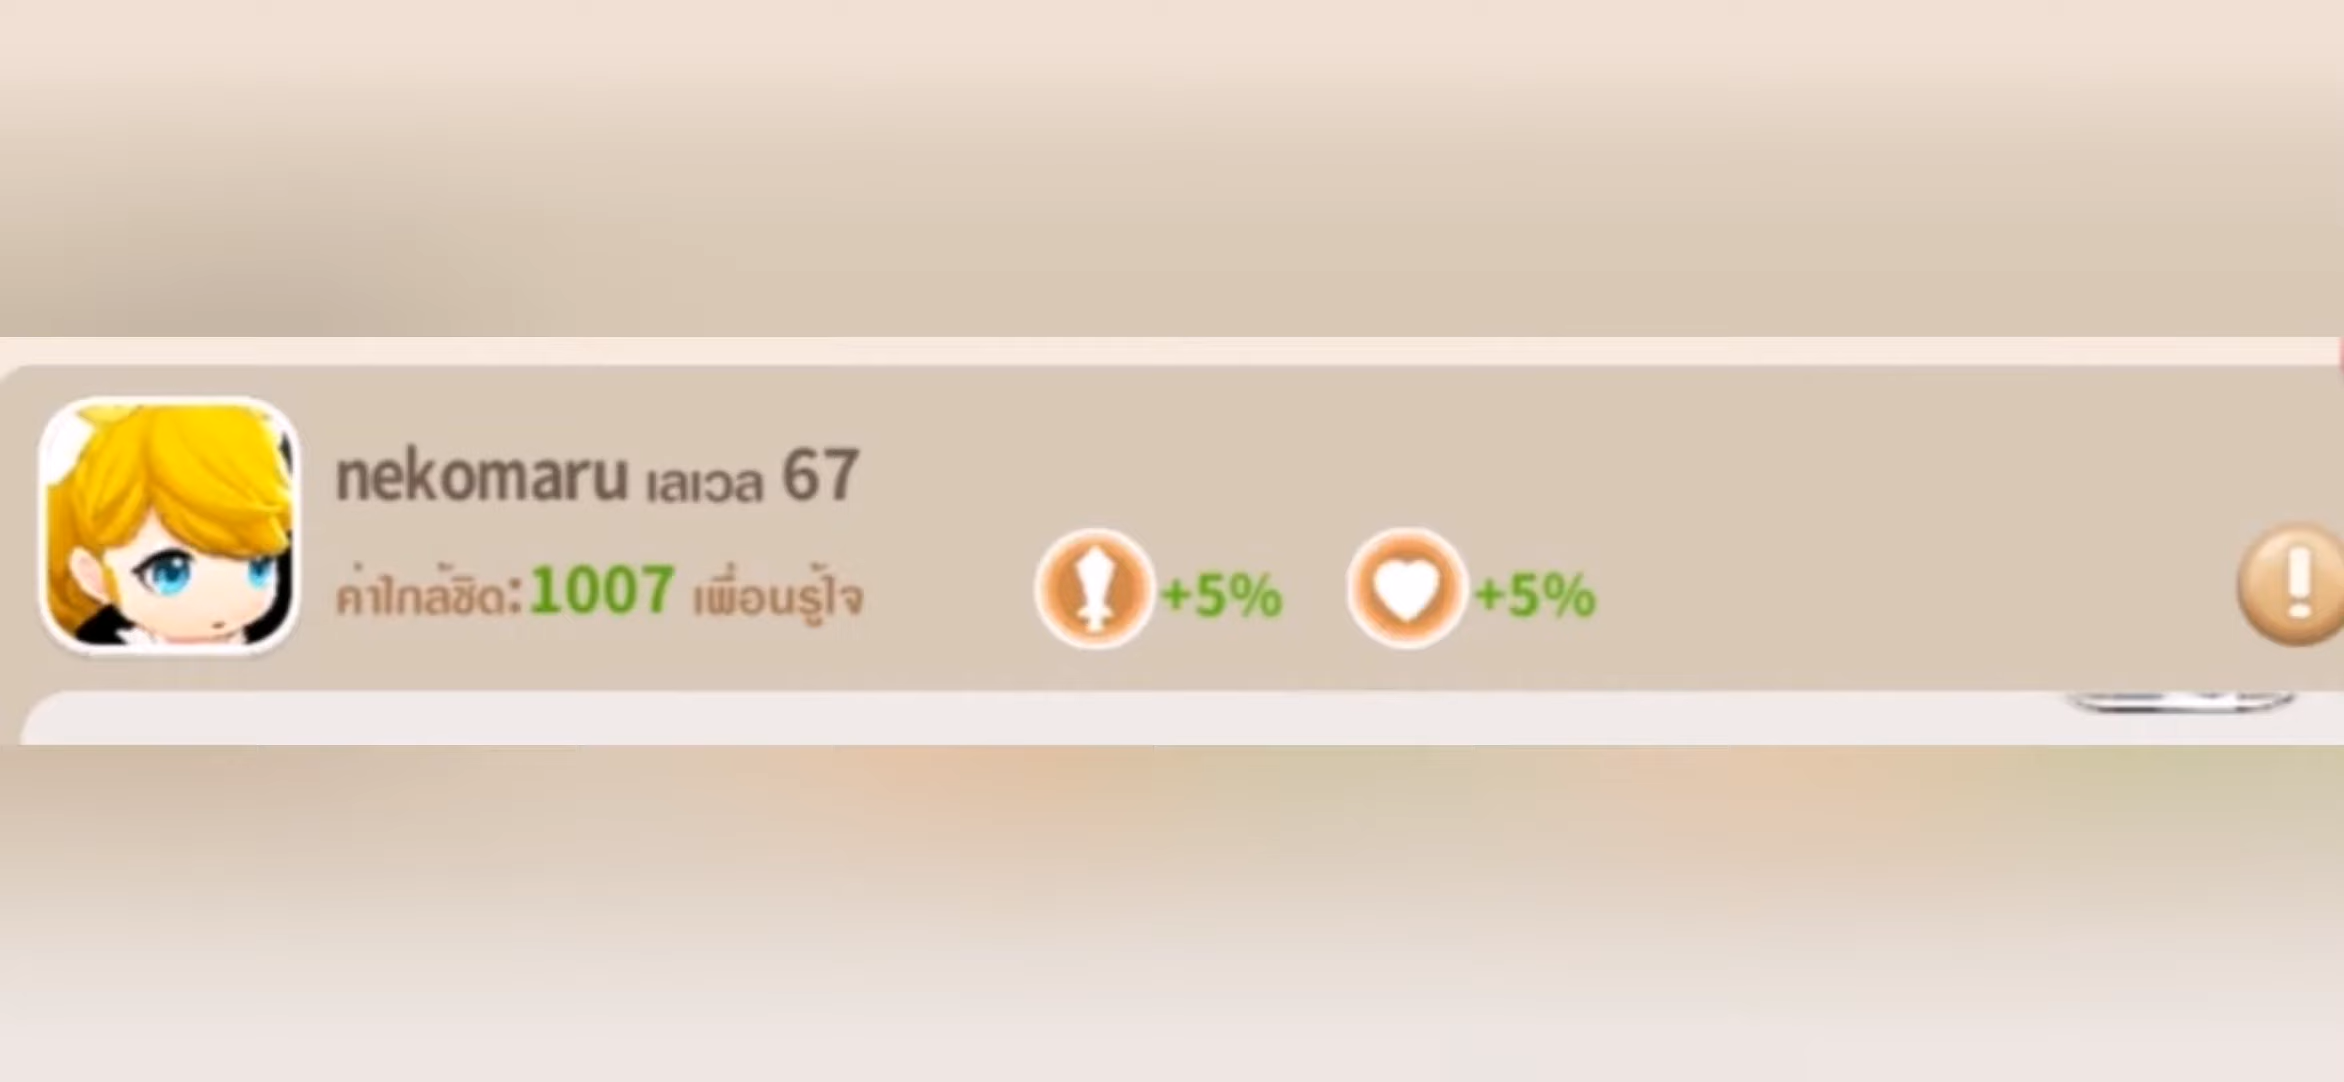 nekomaru เลเวล 67
ค่าใกล้ชิด:1007 เพื่อนรู้ใจ
+5% +5%